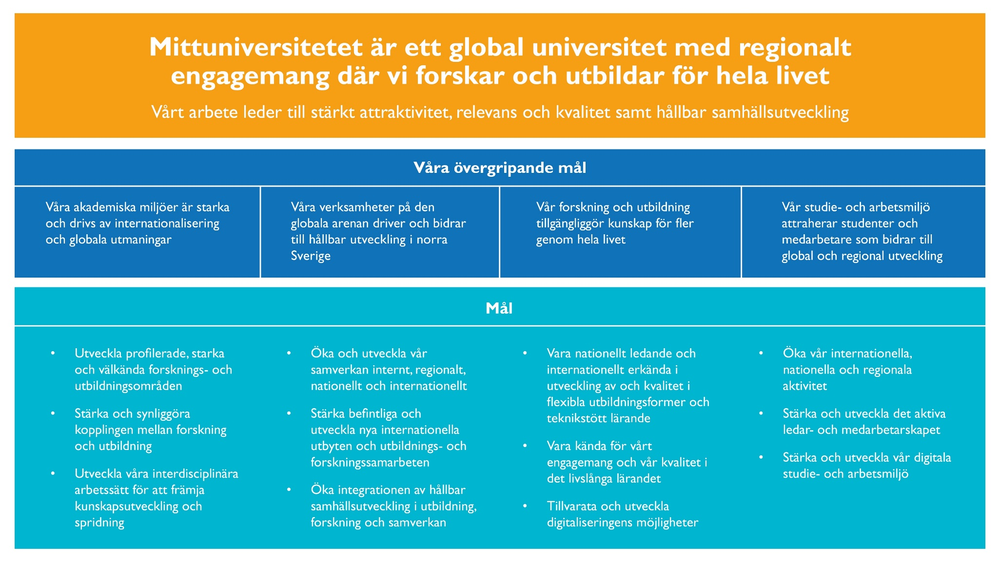 Mittuniversitetet är ett global universitet med regionalt
engagemang där vi forskar och utbildar för hela livet
Vårt arbete leder till stärkt attraktivitet, relevans och kvalitet samt hållbar samhällsutveckling
Våra övergripande mål
Våra akademiska miljöer är starka
och drivs av internationalisering
och globala utmaningar
Våra verksamheter på den
globala arenan driver och bidrar
till hållbar utveckling i norra
Sverige
Vår forskning och utbildning
tillgängliggör kunskap för fler
genom hela livet
Vår studie- och arbetsmiljö
attraherar studenter och
medarbetare som bidrar till
global och regional utveckling
Mål
• Utveckla profilerade, starka
och välkända forsknings- och
utbildningsområden
• Stärka och synliggöra
kopplingen mellan forskning
och utbildning
• Utveckla våra interdisciplinära
arbetssätt för att främja
kunskapsutveckling och
spridning
• Öka och utveckla vår
samverkan internt, regionalt,
nationellt och internationellt
• Stärka befintliga och
utveckla nya internationella
utbyten och utbildnings- och
forskningssamarbeten
• Öka integrationen av hållbar
samhällsutveckling i utbildning,
forskning och samverkan
• Vara nationellt ledande och
internationellt erkända i
utveckling av och kvalitet i
flexibla utbildningsformer och
teknikstött lärande
• Vara kända för vårt
engagemang och vår kvalitet i
det livslånga lärandet
• Tillvarata och utveckla
digitaliseringens möjligheter
• Öka vår internationella,
nationella och regionala
aktivitet
• Stärka och utveckla det aktiva
ledar- och medarbetarskapet
• Stärka och utveckla vår digitala
studie- och arbetsmiljö